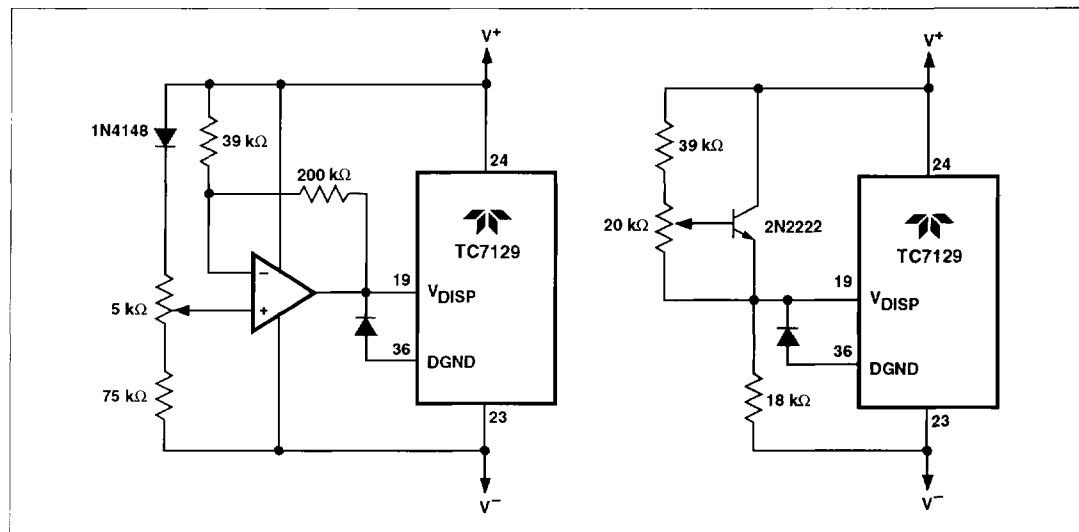 V+
1N4148
39 kΩ
200 kΩ
24
TC7129
5 kΩ
19
VDISP
36
DGND
75 kΩ
23
V−
V+
39 kΩ
24
20 kΩ
2N2222
TC7129
19
VDISP
36
DGND
18 kΩ
23
V−